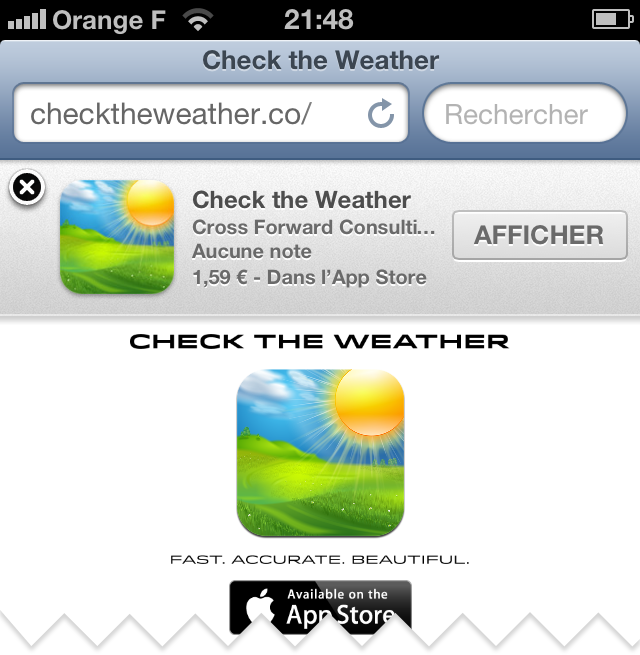 Orange F 21:48
Check the Weather
checktheweather.co/ Rechercher
Check the Weather
Cross Forward Consulti...
Aucune note
1,59 € - Dans l'App Store
AFFICHER
CHECK THE WEATHER
FAST. ACCURATE. BEAUTIFUL.
Available on the
App Store